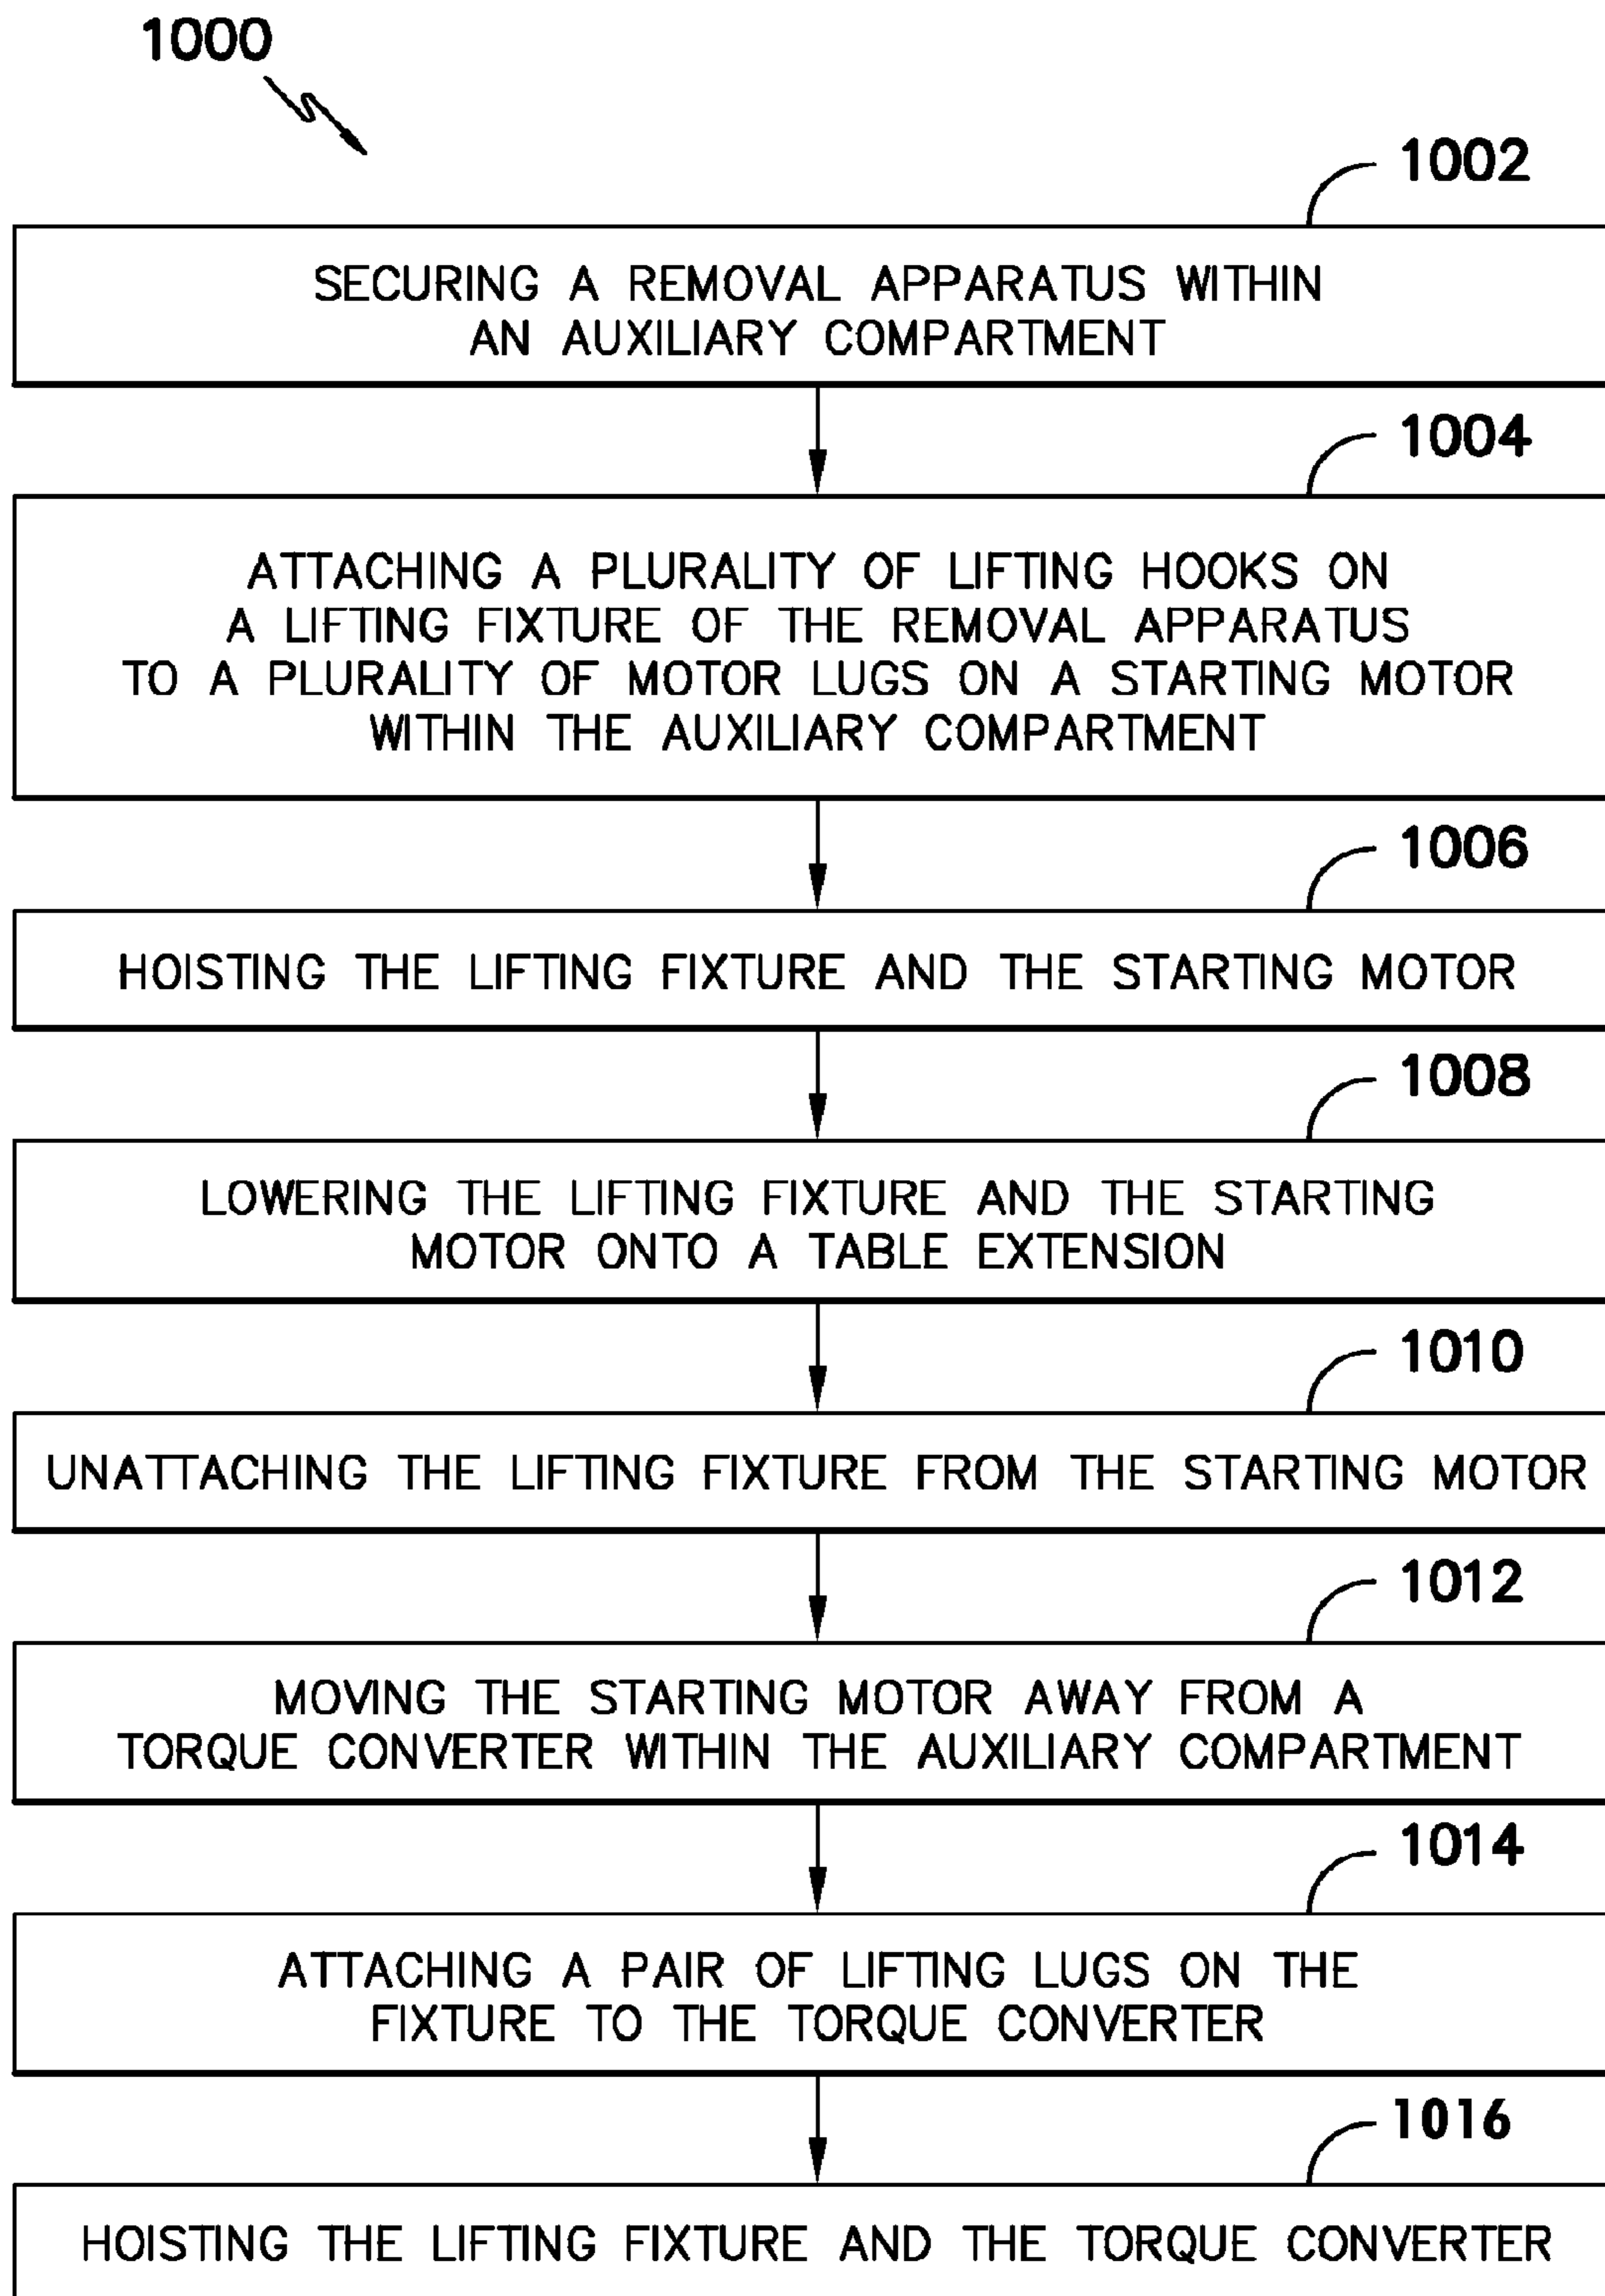 1000
1002
SECURING A REMOVAL APPARATUS WITHIN
AN AUXILIARY COMPARTMENT
1004
ATTACHING A PLURALITY OF LIFTING HOOKS ON
A LIFTING FIXTURE OF THE REMOVAL APPARATUS
TO A PLURALITY OF MOTOR LUGS ON A STARTING MOTOR
WITHIN THE AUXILIARY COMPARTMENT
1006
HOISTING THE LIFTING FIXTURE AND THE STARTING MOTOR
1008
LOWERING THE LIFTING FIXTURE AND THE STARTING
MOTOR ONTO A TABLE EXTENSION
1010
UNATTACHING THE LIFTING FIXTURE FROM THE STARTING MOTOR
1012
MOVING THE STARTING MOTOR AWAY FROM A
TORQUE CONVERTER WITHIN THE AUXILIARY COMPARTMENT
1014
ATTACHING A PAIR OF LIFTING LUGS ON THE
FIXTURE TO THE TORQUE CONVERTER
1016
HOISTING THE LIFTING FIXTURE AND THE TORQUE CONVERTER